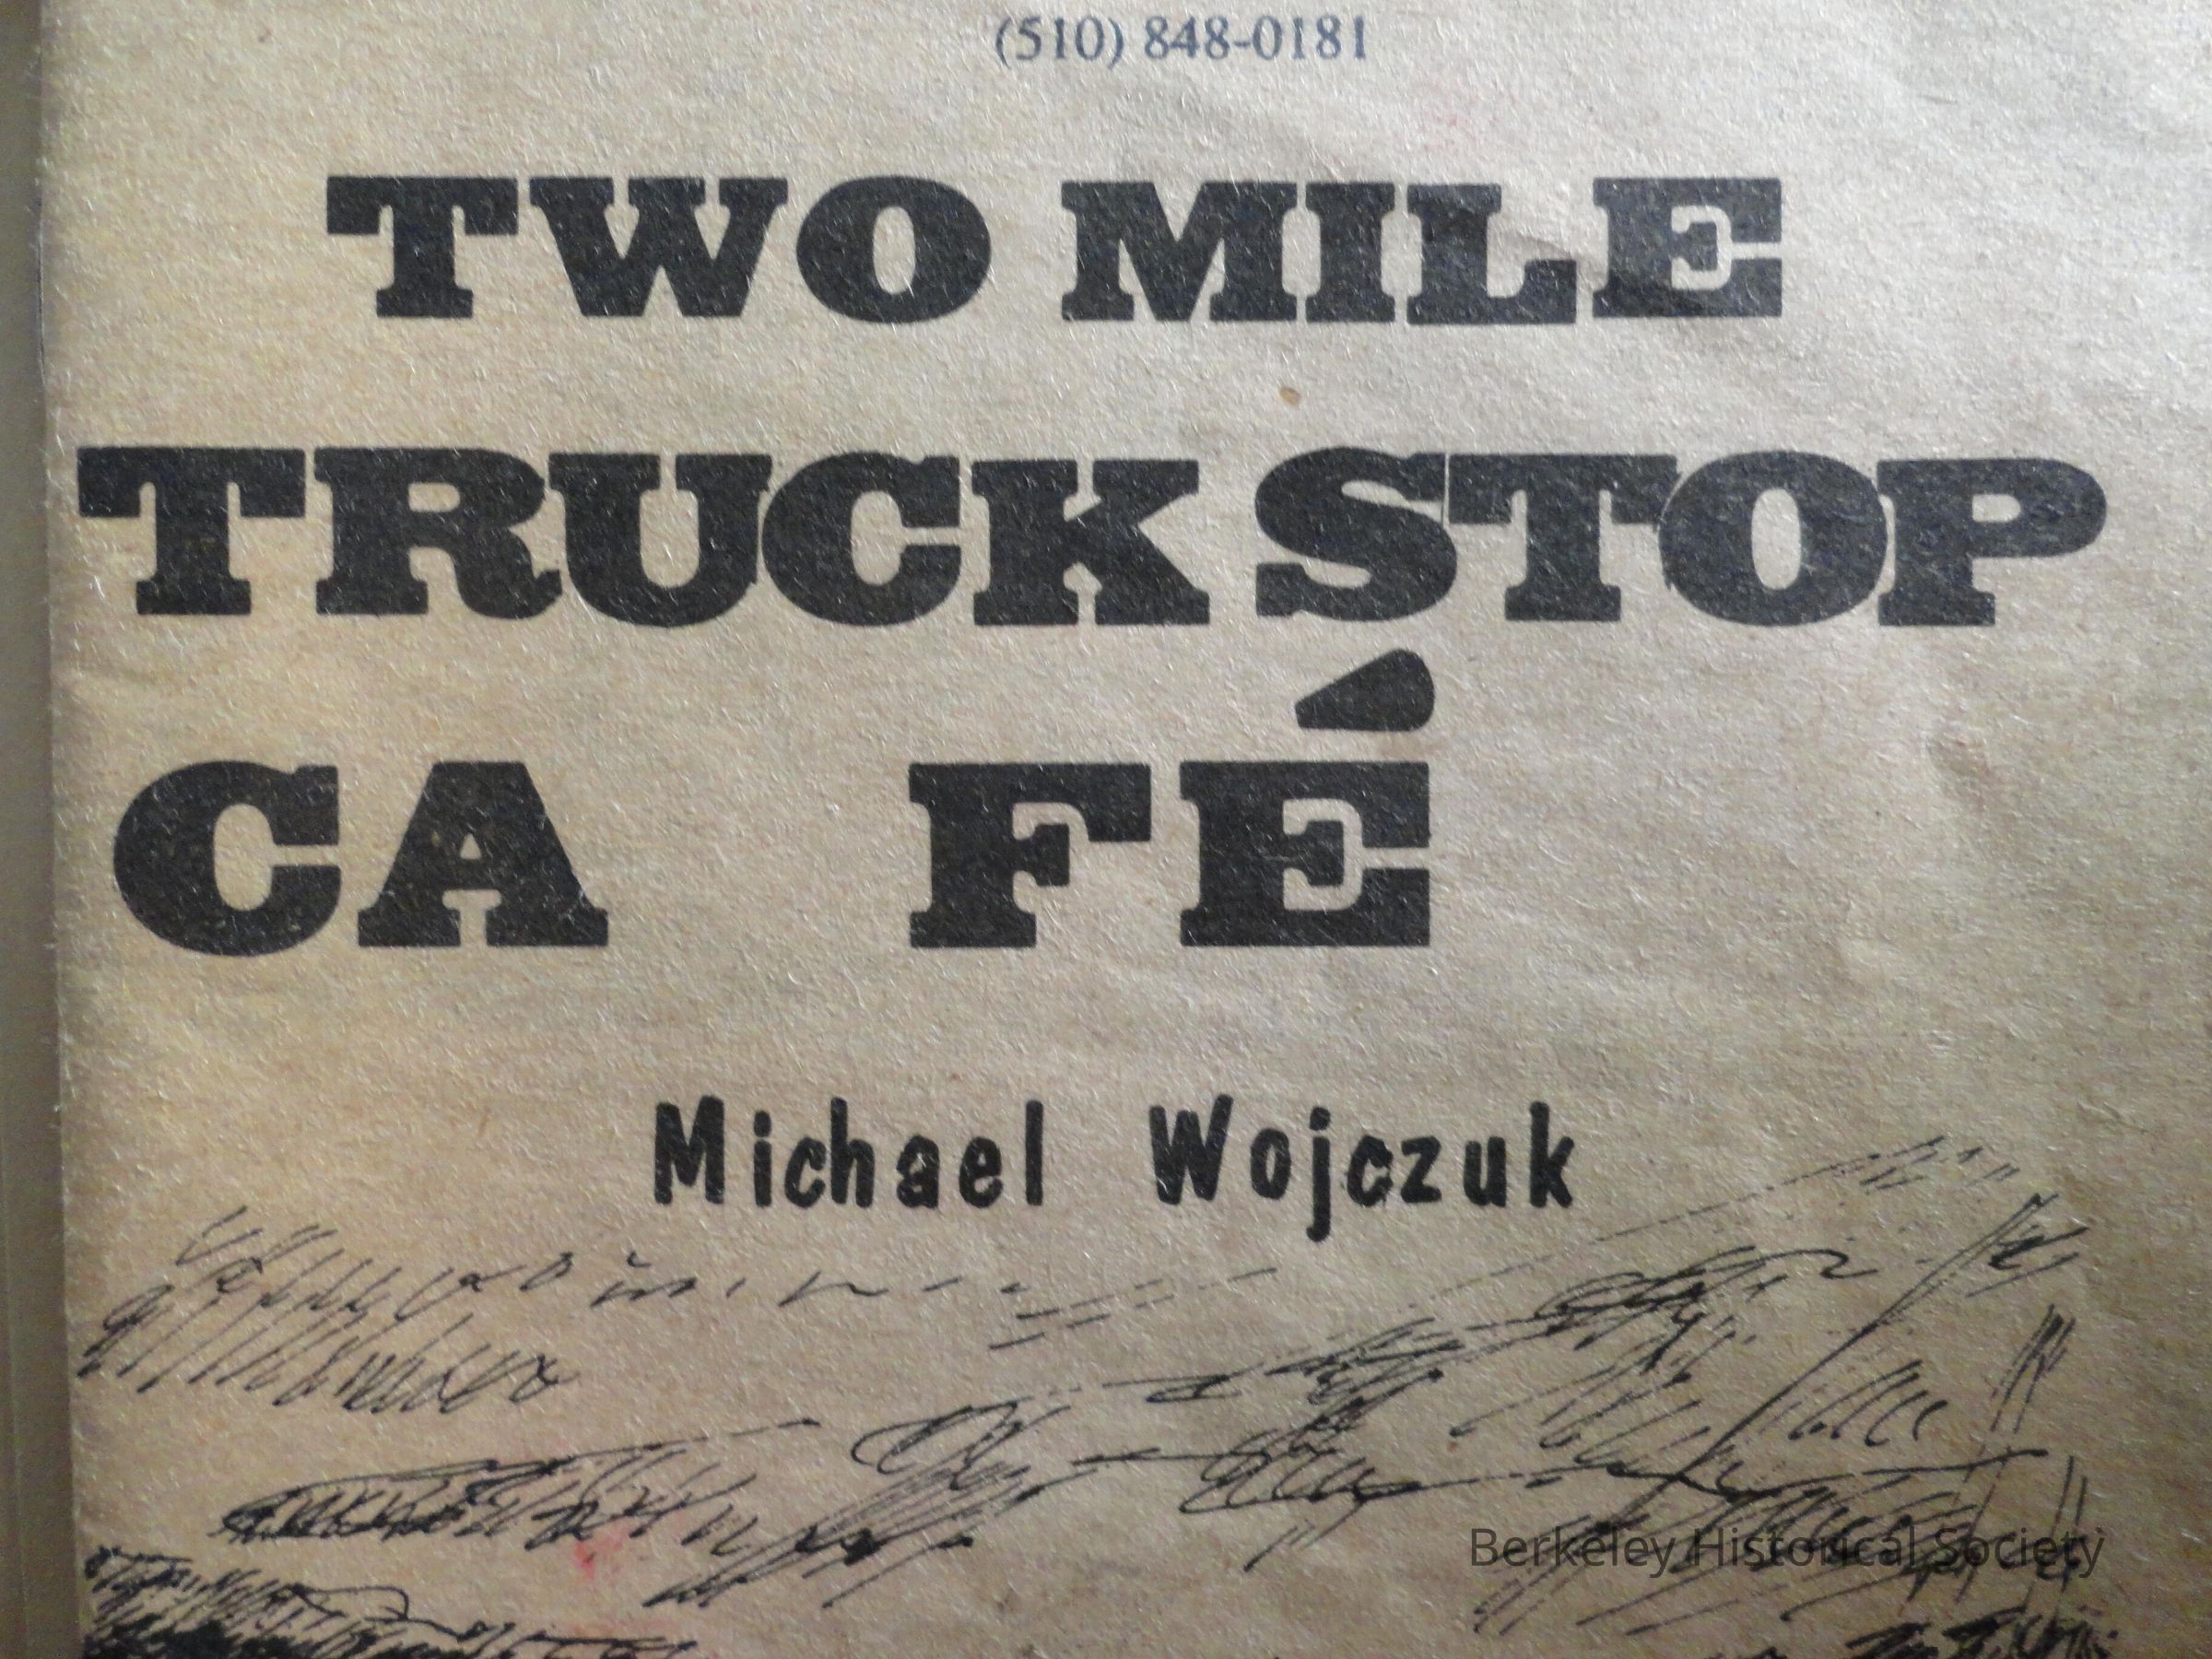 (510) 848-0181
TWO MILE
TRUCK STOP
CA FÉ
Michael Wojczuk
Berkeley Historical Society